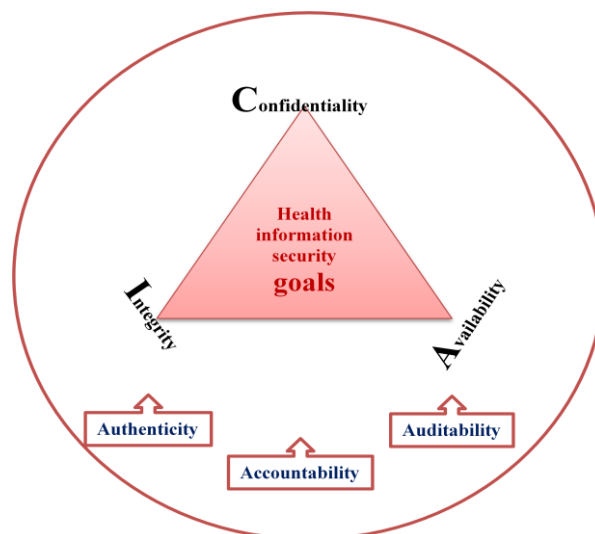 Confidentiality
Health
information
security
goals
Integrity
Availability
Authenticity
Auditability
Accountability